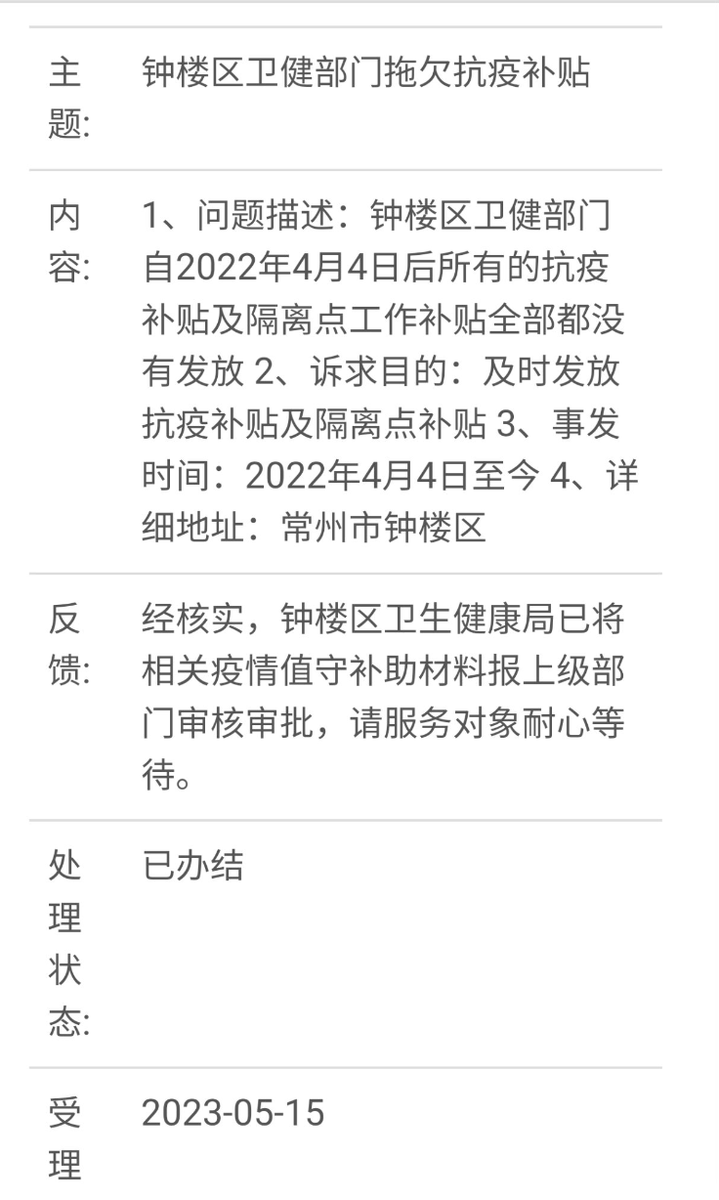 主 钟楼区卫健部门拖欠抗疫补贴
题:
内 1、问题描述：钟楼区卫健部门
容: 自2022年4月4日后所有的抗疫
补贴及隔离点工作补贴全部都没
有发放 2、诉求目的：及时发放
抗疫补贴及隔离点补贴 3、事发
时间：2022年4月4日至今 4、详
细地址：常州市钟楼区
反 经核实，钟楼区卫生健康局已将
馈: 相关疫情值守补助材料报上级部
门审核审批，请服务对象耐心等
待。
处 已办结
理
状
态:
受 2023-05-15
理